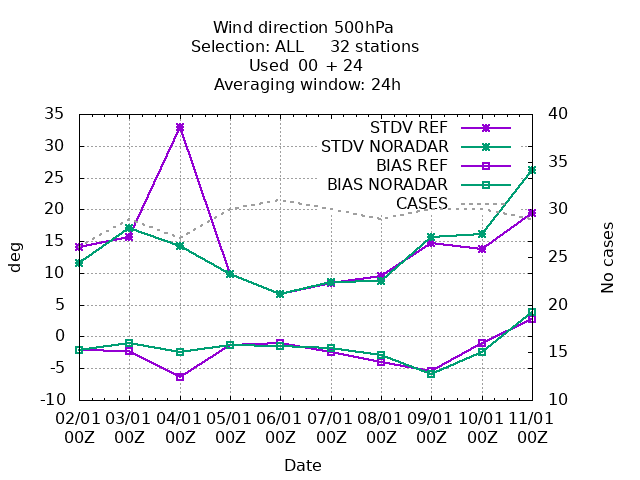 Wind direction 500hPa
Selection: ALL 32 stations
Used 00 + 24
Averaging window: 24h
35
30
25
20
15
10
5
0
-5
-10
deg
40
35
30
25
20
15
10
No cases
STDV REF
STDV NORADAR
BIAS REF
BIAS NORADAR
CASES
02/01 03/01 04/01 05/01 06/01 07/01 08/01 09/01 10/01 11/01
00Z 00Z 00Z 00Z 00Z 00Z 00Z 00Z 00Z 00Z
Date